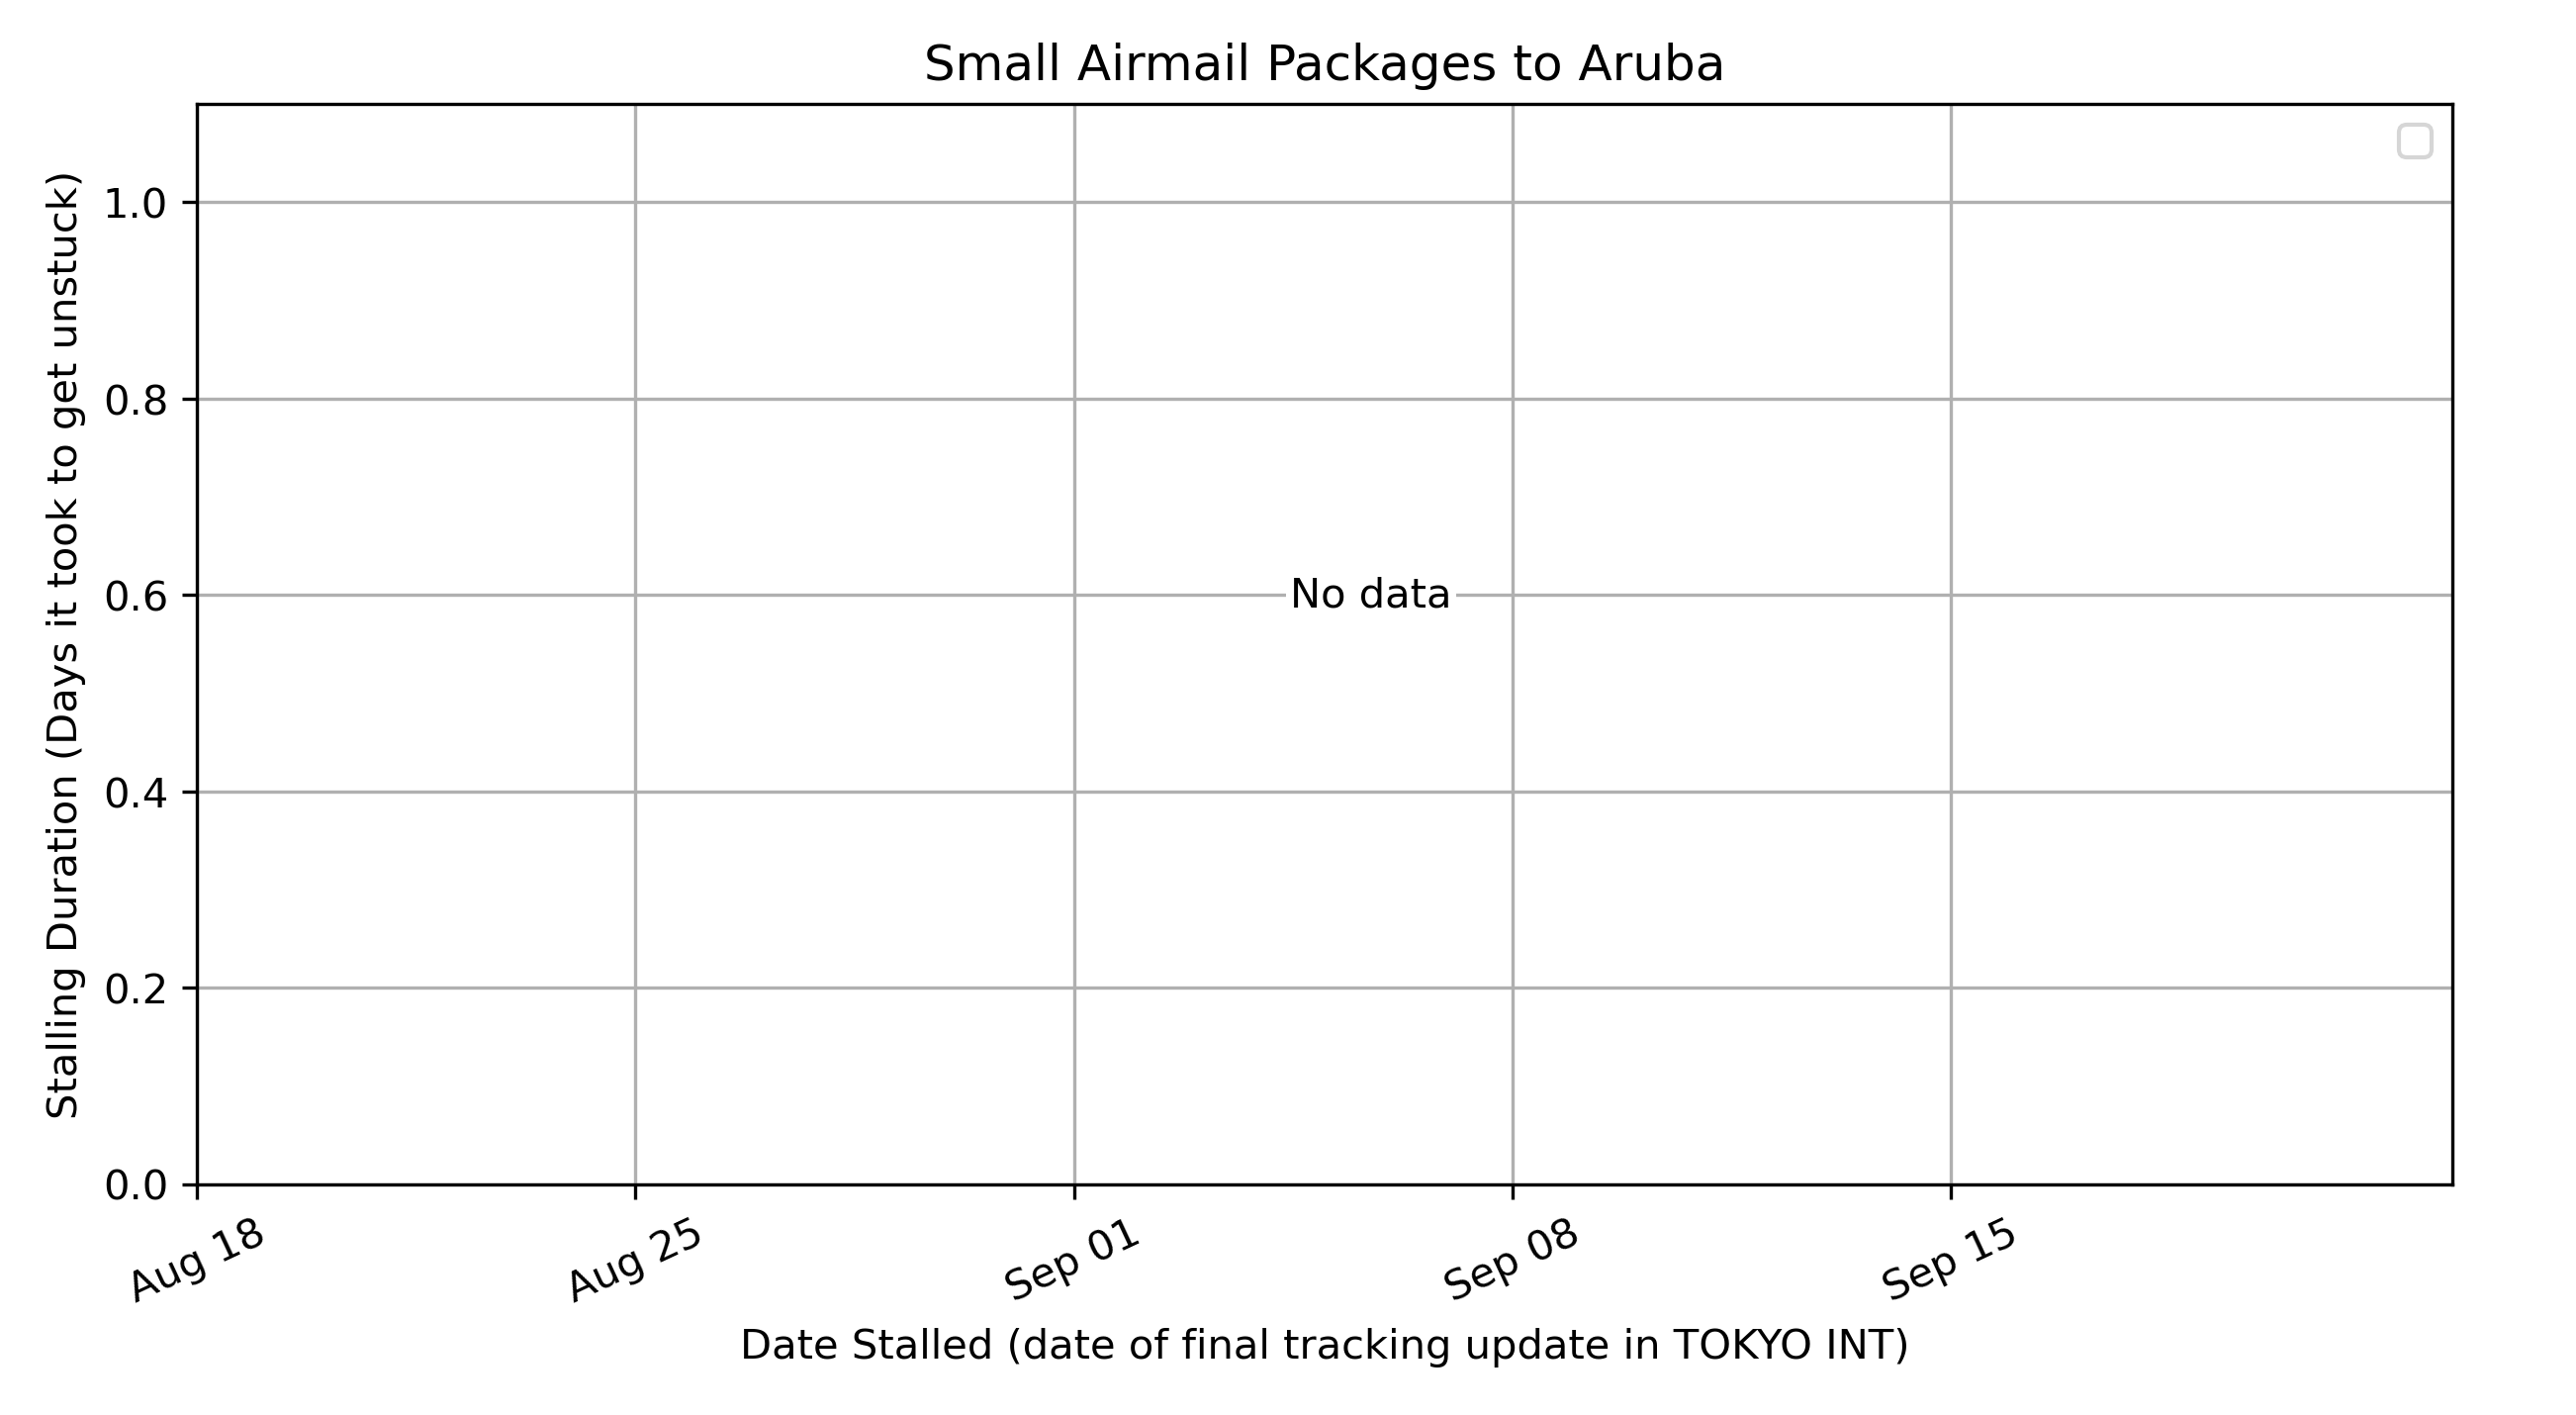 Small Airmail Packages to Aruba
Stalling Duration (Days it took to get unstuck)
1.0
0.8
0.6
0.4
0.2
0.0
No data
Aug 18
Aug 25
Sep 01
Sep 08
Sep 15
Date Stalled (date of final tracking update in TOKYO INT)